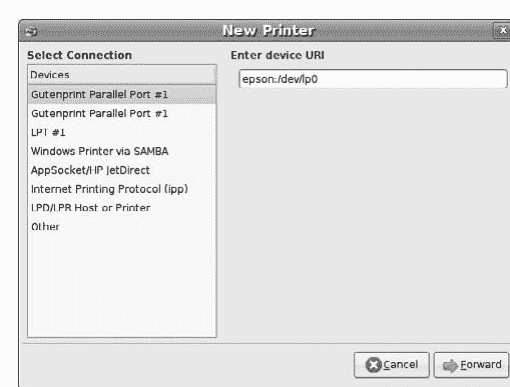 New Printer
Select Connection
Devices
Gutenprint Parallel Port #1
Gutenprint Parallel Port #1
LPT #1
Windows Printer via SAMBA
AppSocket/HP JetDirect
Internet Printing Protocol (ipp)
LPD/LPR Host or Printer
Other
Enter device URI
epson:/dev/lp0
Cancel
Forward